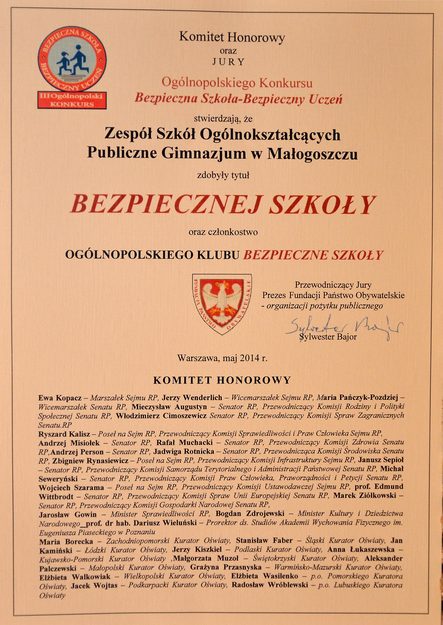 BEZPIECZNA SZKOŁA
BEZPIECZNY UCZEŃ
III Ogólnopolski
KONKURS
Komitet Honorowy
oraz
JURY
Ogólnopolskiego Konkursu
Bezpieczna Szkoła-Bezpieczny Uczeń
stwierdzają, że
Zespół Szkół Ogólnokształcących
Publiczne Gimnazjum w Małogoszczu
zdobyły tytuł
BEZPIECZNEJ SZKOŁY
oraz członkostwo
OGÓLNOPOLSKIEGO KLUBU BEZPIECZNE SZKOŁY
Przewodniczący Jury
Prezes Fundacji Państwo Obywatelskie
- organizacji pożytku publicznego
Sylwester Bajor
Sylwester Bajor
Warszawa, maj 2014 r.
KOMITET HONOROWY
Ewa Kopacz – Marszałek Sejmu RP, Jerzy Wenderlich – Wicemarszałek Sejmu RP, Maria Pańczyk-Pozdziej –
Wicemarszałek Senatu RP, Mieczysław Augustyn – Senator RP, Przewodniczący Komisji Rodziny i Polityki
Społecznej Senatu RP, Włodzimierz Cimoszewicz Senator RP, Przewodniczący Komisji Spraw Zagranicznych
Senatu.RP
Ryszard Kalisz – Poseł na Sejm RP, Przewodniczący Komisji Sprawiedliwości i Praw Człowieka Sejmu RP,
Andrzej Misiołek – Senator RP, Rafał Muchacki – Senator RP, Przewodniczący Komisji Zdrowia Senatu
RP,Andrzej Person – Senator RP, Jadwiga Rotnicka – Senator RP, Przewodniczący Komisji Środowiska Senatu
RP, Zbigniew Rynasiewicz – Poseł na Sejm RP, Przewodniczący Komisji Infrastruktury Sejmu RP, Janusz Sepioł
– Senator RP, Przewodniczący Komisji Samorządu Terytorialnego i Administracji Państwowej Senatu RP, Michał
Seweryński – Senator RP, Przewodniczący Komisji Praw Człowieka, Praworządności i Petycji Senatu RP,
Wojciech Szarama – Poseł na Sejm RP, Przewodniczący Komisji Ustawodawczej Sejmu RP, prof. Edmund
Wittbrodt – Senator RP, Przewodniczący Komisji Spraw Unii Europejskiej Senatu RP, Marek Ziółkowski –
Senator RP, Przewodniczący Komisji Gospodarki Narodowej Senatu RP,
Jarosław Gowin – Minister Sprawiedliwości RP, Bogdan Zdrojewski – Minister Kultury i Dziedzictwa
Narodowego_prof. dr hab. Dariusz Wieluński – Prorektor ds. Studiów Akademii Wychowania Fizycznego im.
Eugeniusza Piaseckiego w Poznaniu
Maria Borecka – Zachodniopomorski Kurator Oświaty, Stanisław Faber – Śląski Kurator Oświaty, Jan
Kamiński – Łódzki Kurator Oświaty, Jerzy Kiszkiel – Podlaski Kurator Oświaty, Anna Łukaszewska –
Kujawsko-Pomorski Kurator Oświaty ,Małgorzata Muzoł – Świętokrzyski Kurator Oświaty, Aleksander
Palczewski – Małopolski Kurator Oświaty, Grażyna Przasnyska – Warmińsko-Mazurski Kurator Oświaty,
Elżbieta Walkowiak – Wielkopolski Kurator Oświaty, Elżbieta Wasilenko – p.o. Pomorskiego Kuratora
Oświaty, Jacek Wojtas – Podkarpacki Kurator Oświaty, Radosław Wróblewski – p.o. Lubuskiego Kuratora
Oświaty